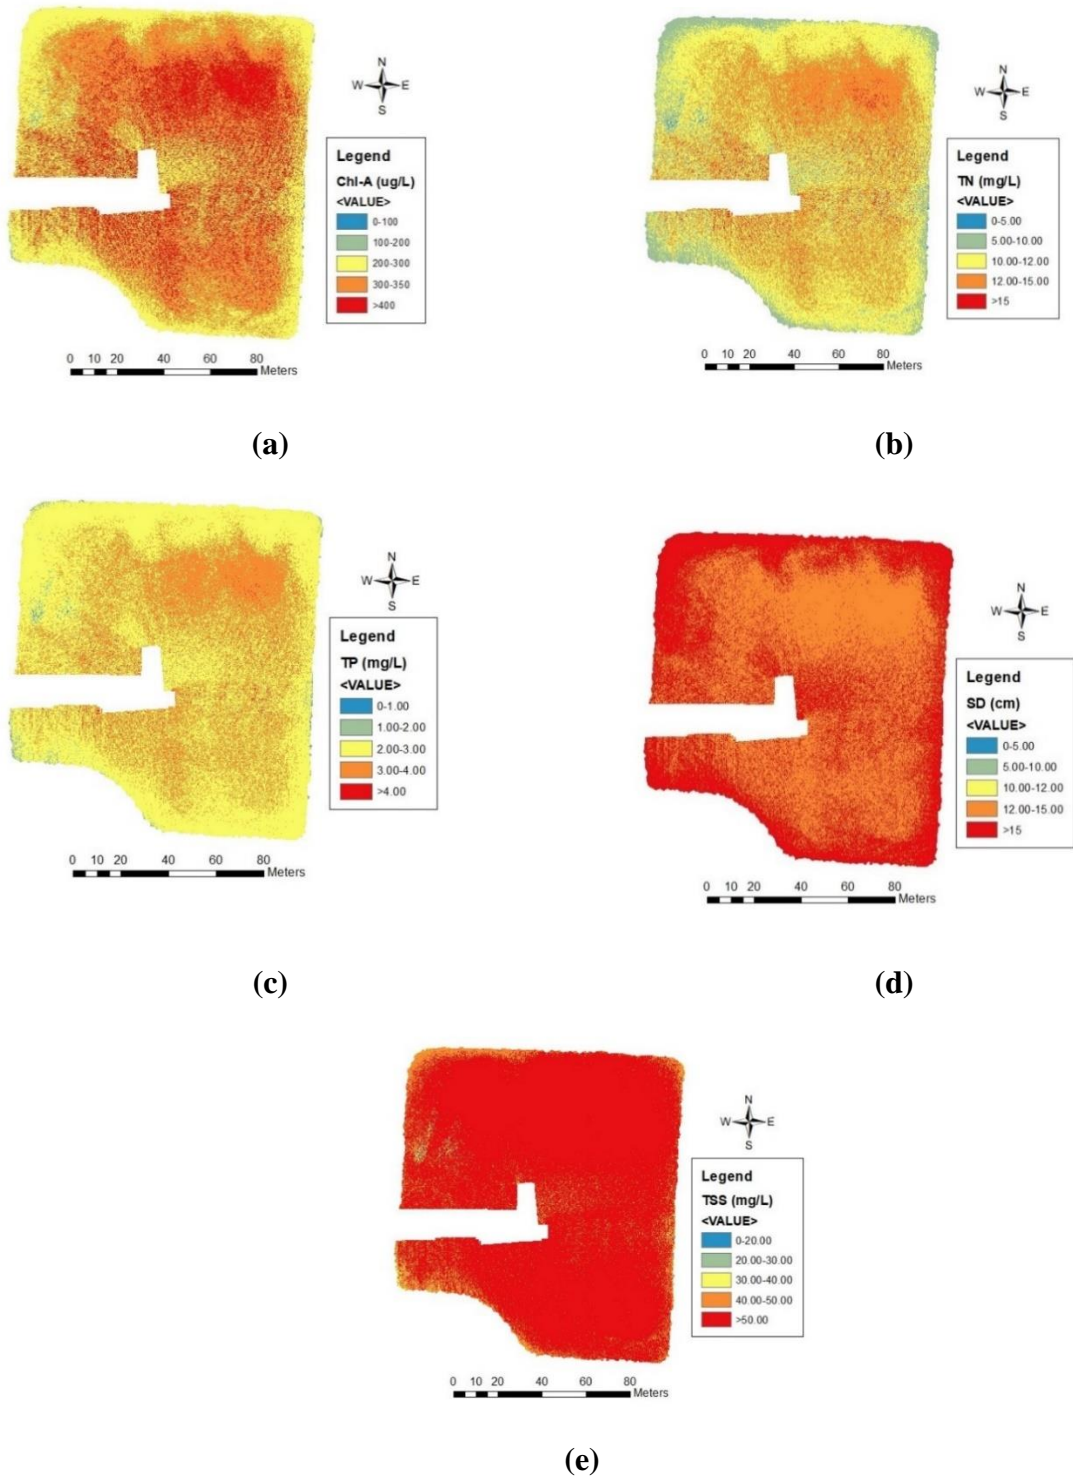 N
W E
S
Legend
Chl-A (ug/L)
<VALUE>
0-100
100-200
200-300
300-350
>400
0 10 20 40 60 80
Meters
(a)
N
W E
S
Legend
TN (mg/L)
<VALUE>
0-5.00
5.00-10.00
10.00-12.00
12.00-15.00
>15
0 10 20 40 60 80
Meters
(b)
N
W E
S
Legend
TP (mg/L)
<VALUE>
0-1.00
1.00-2.00
2.00-3.00
3.00-4.00
>4.00
0 10 20 40 60 80
Meters
(c)
N
W E
S
Legend
SD (cm)
<VALUE>
0-5.00
5.00-10.00
10.00-12.00
12.00-15.00
>15
0 10 20 40 60 80
Meters
(d)
N
W E
S
Legend
TSS (mg/L)
<VALUE>
0-20.00
20.00-30.00
30.00-40.00
40.00-50.00
>50.00
0 10 20 40 60 80
Meters
(e)